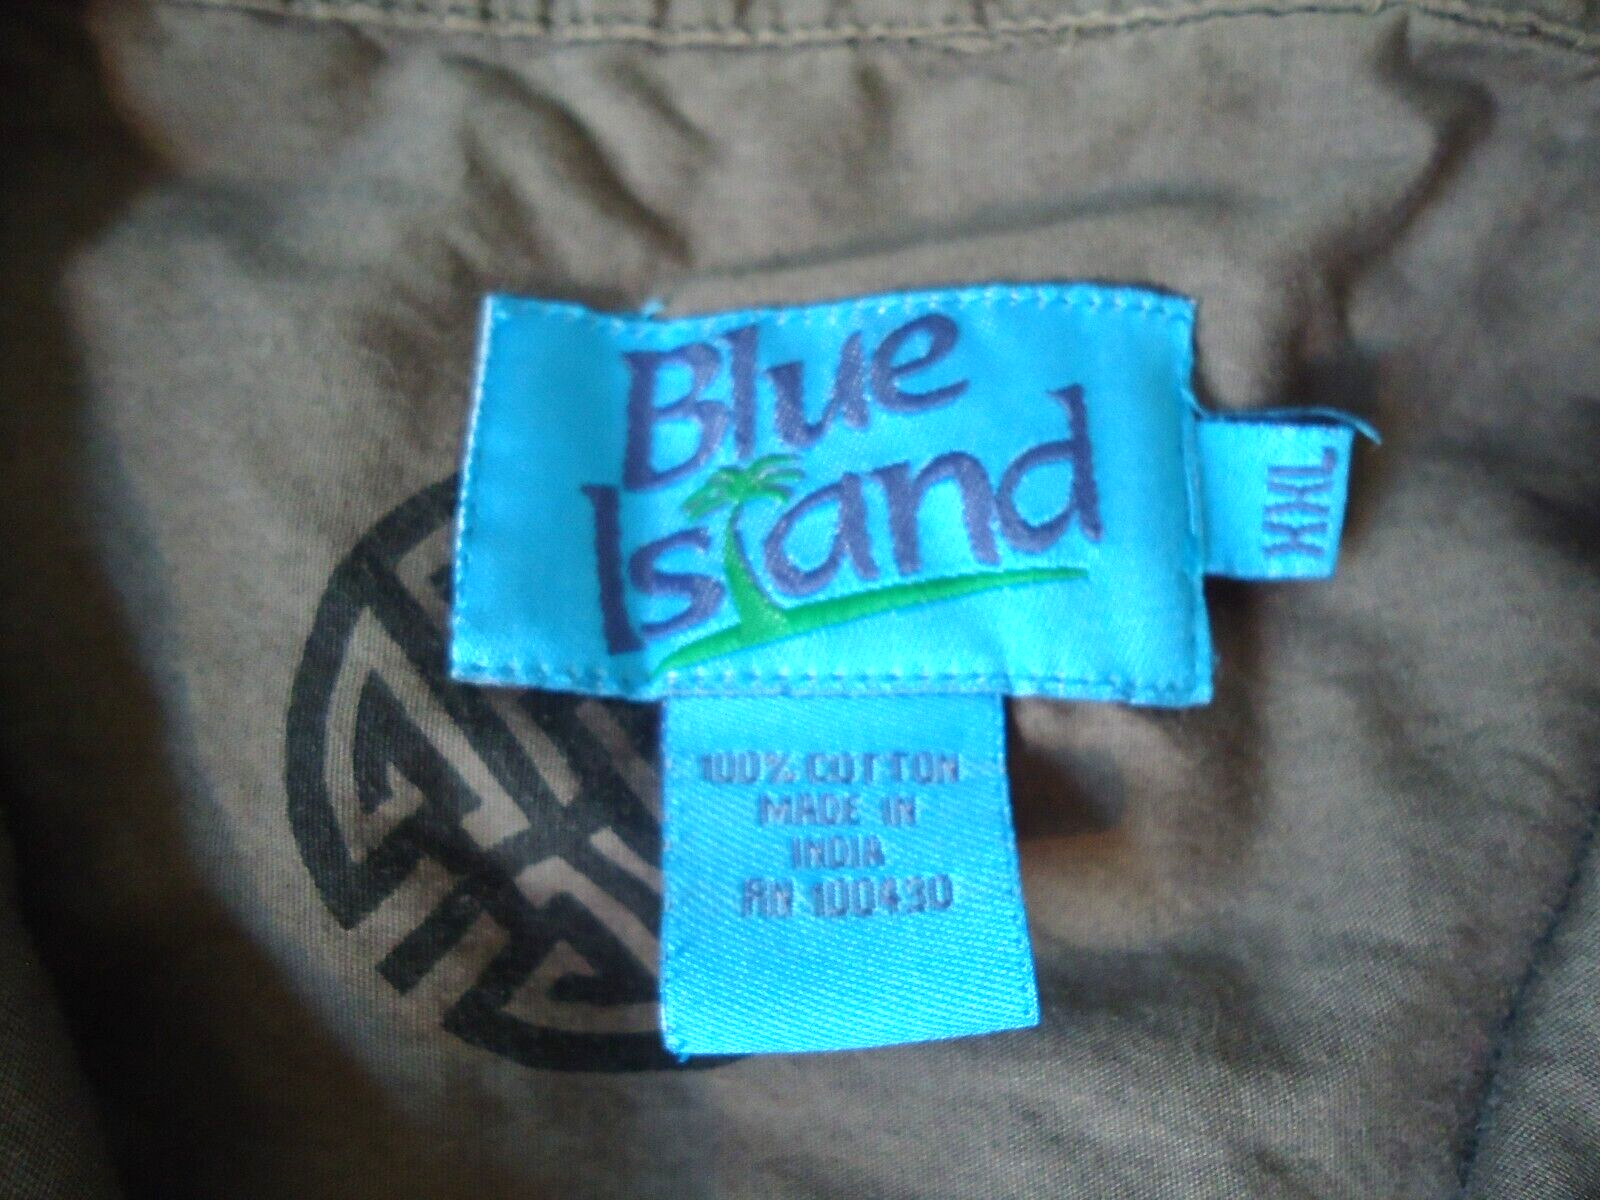 Blue
Island
XXL
100% COTTON
MADE IN
INDIA
RN 100430